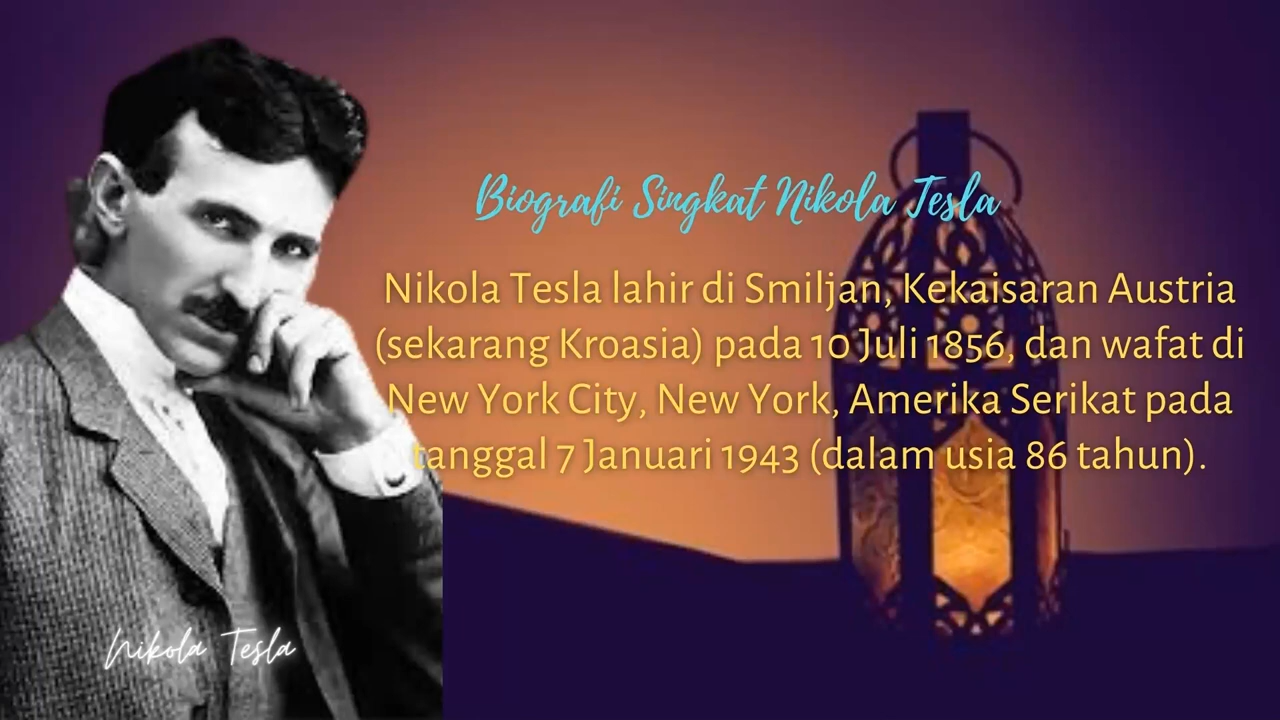 Biografi Singkat Nikola Tesla
Nikola Tesla lahir di Smiljan, Kekaisaran Austria
(sekarang Kroasia) pada 10 Juli 1856, dan wafat di
New York City, New York, Amerika Serikat pada
tanggal 7 Januari 1943 (dalam usia 86 tahun).
Nikola Tesla